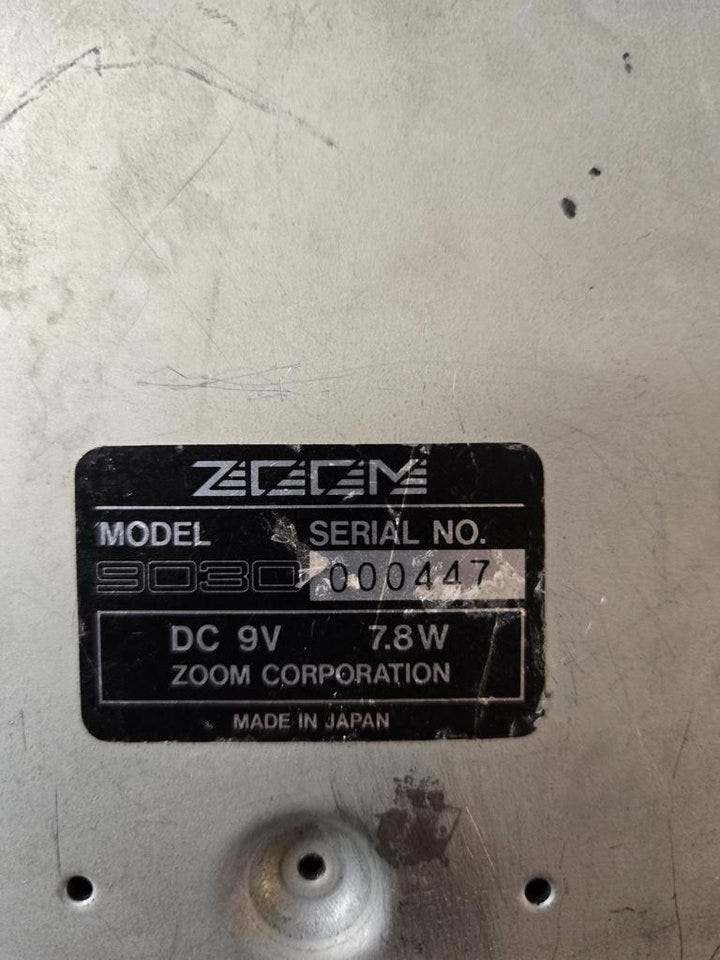 ZOOM
MODEL SERIAL NO.
9030 000447
DC 9V 7.8W
ZOOM CORPORATION
MADE IN JAPAN